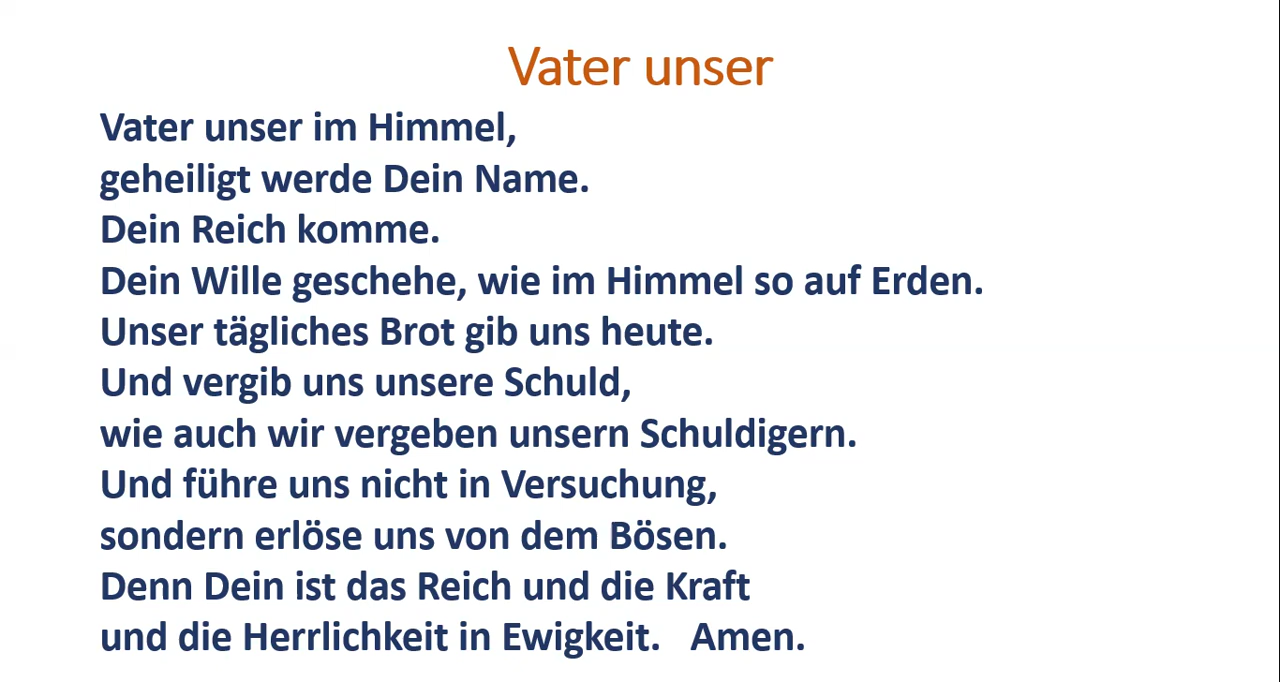 Vater unser
Vater unser im Himmel,
geheiligt werde Dein Name.
Dein Reich komme.
Dein Wille geschehe, wie im Himmel so auf Erden.
Unser tägliches Brot gib uns heute.
Und vergib uns unsere Schuld,
wie auch wir vergeben unsern Schuldigern.
Und führe uns nicht in Versuchung,
sondern erlöse uns von dem Bösen.
Denn Dein ist das Reich und die Kraft
und die Herrlichkeit in Ewigkeit.   Amen.